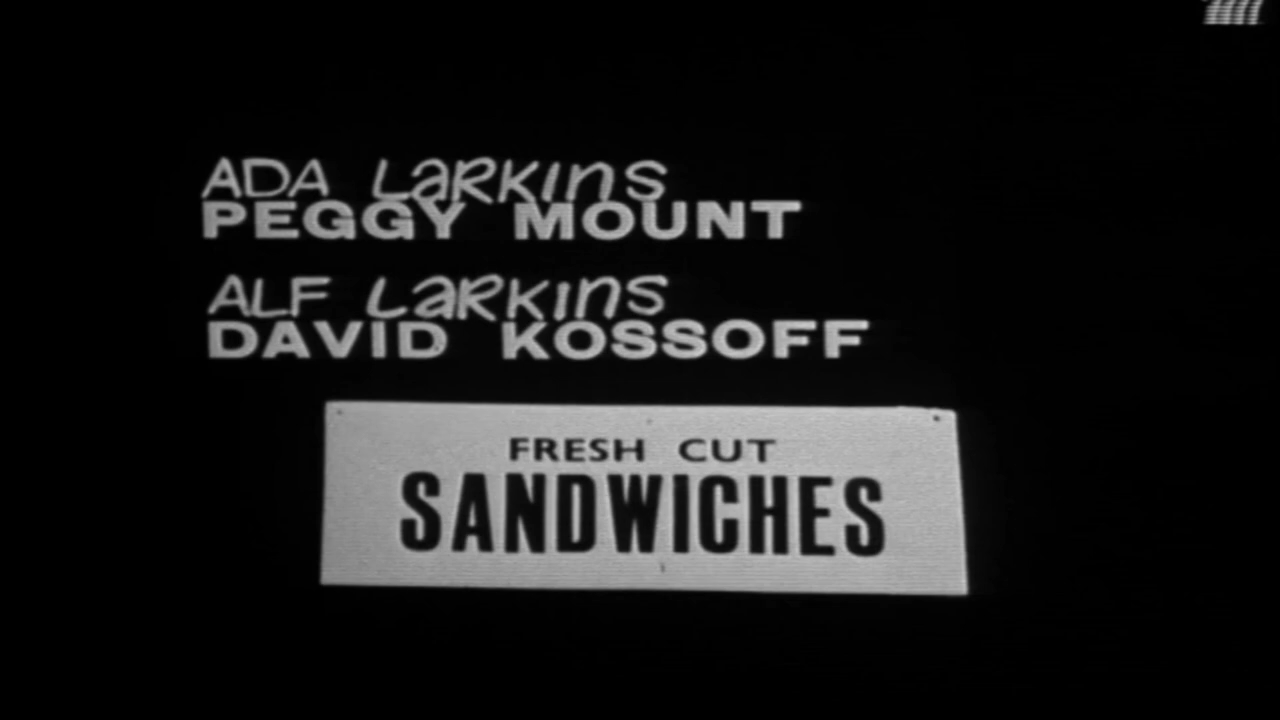 ADA LaRKIns
PEGGY MOUNT
ALF LaRKIns
DAVID KOSSOFF
FRESH CUT
SANDWICHES